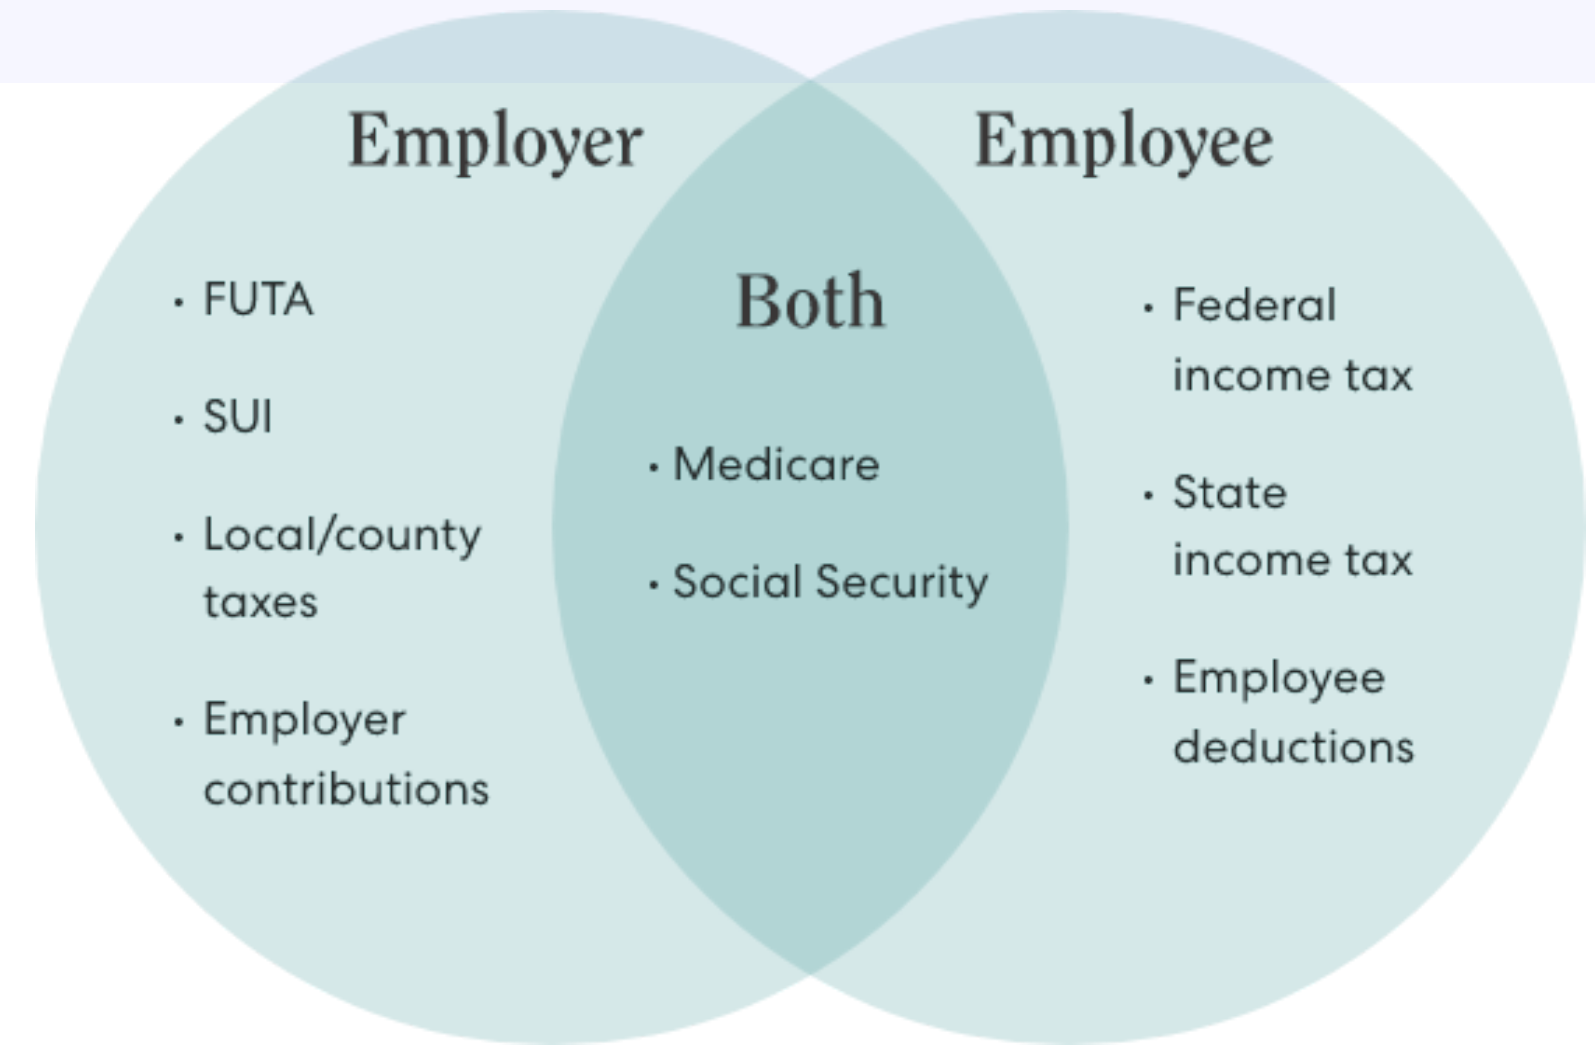 Employer
· FUTA
· SUI
· Local/county
taxes
· Employer
contributions
Both
· Medicare
· Social Security
Employee
· Federal
income tax
· State
income tax
· Employee
deductions